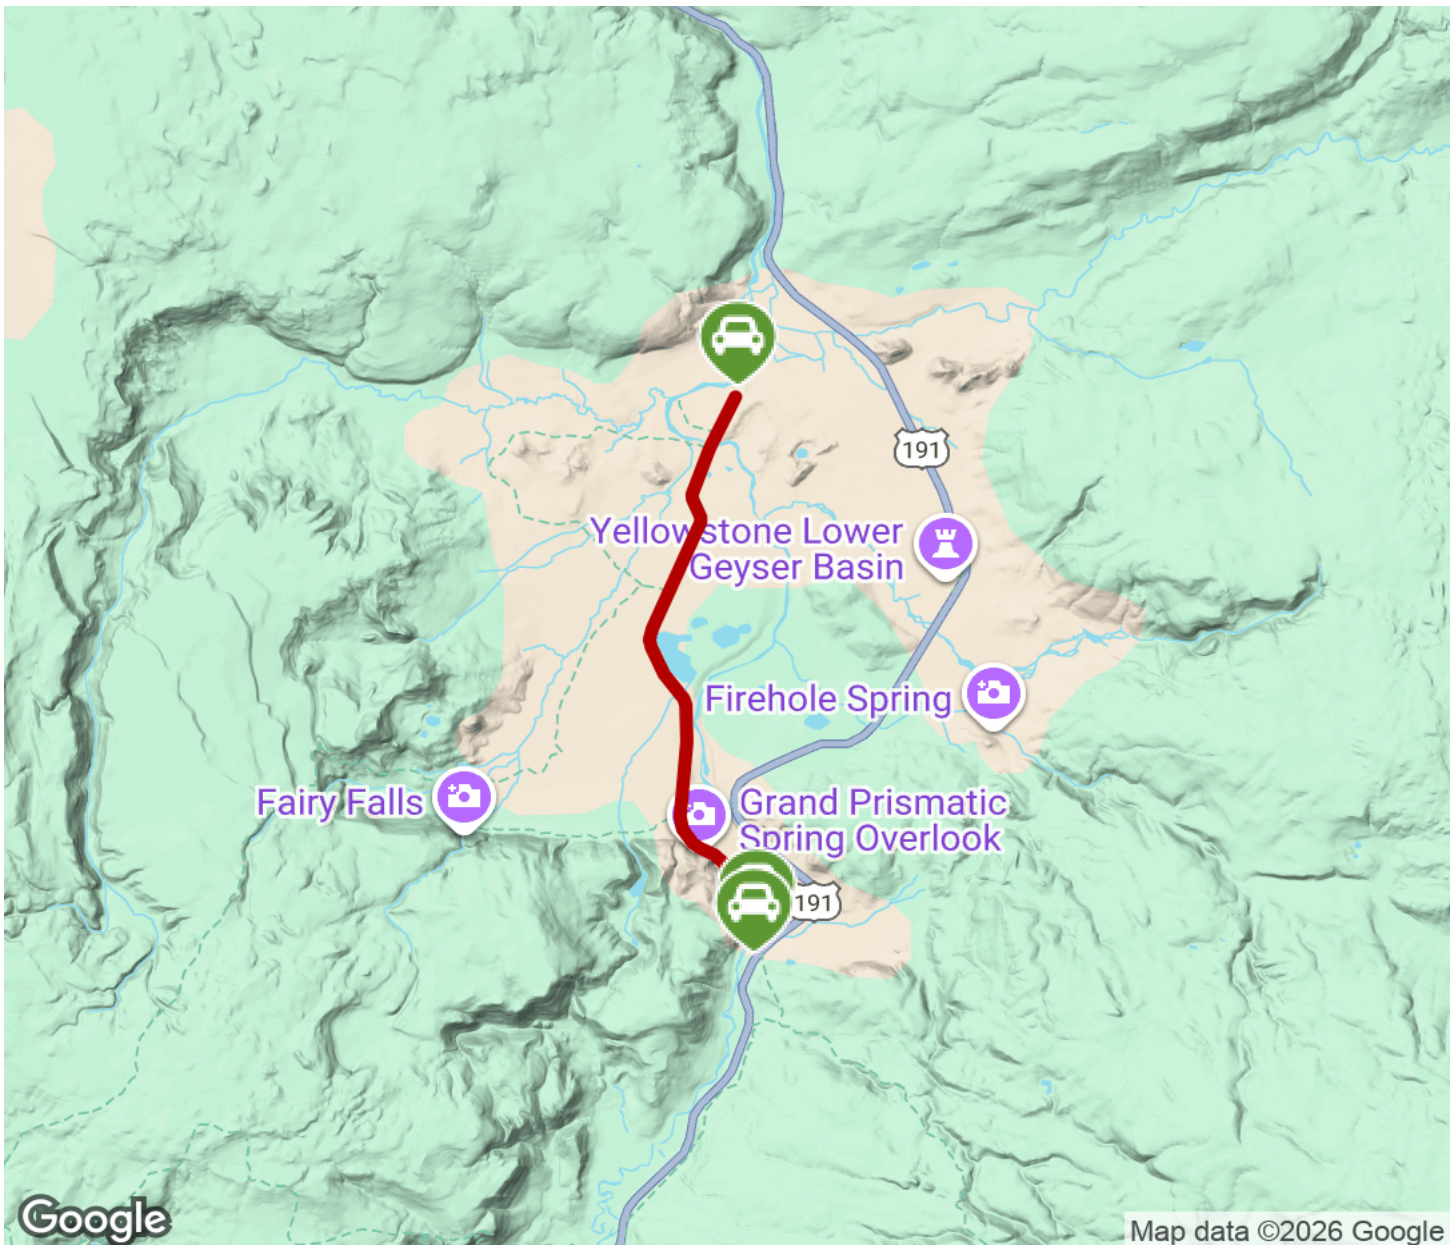 191
Yellowstone Lower
Geyser Basin
Firehole Spring
Fairy Falls
Grand Prismatic
Spring Overlook
191
Google
Map data ©2026 Google